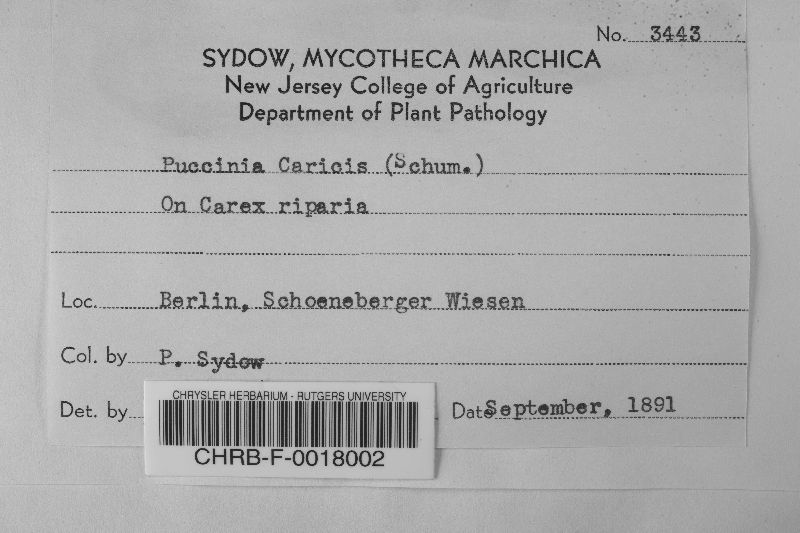 No. 3443
SYDOW, MYCOTHECA MARCHICA
New Jersey College of Agriculture
Department of Plant Pathology
Puccinia Caricis (Schum.)
On Carex riparia
Loc. Berlin, Schoeneberger Wiesen
Col. by P. Sydow
Det. by
Date September, 1891
CHRYSLER HERBARIUM - RUTGERS UNIVERSITY
CHRB-F-0018002